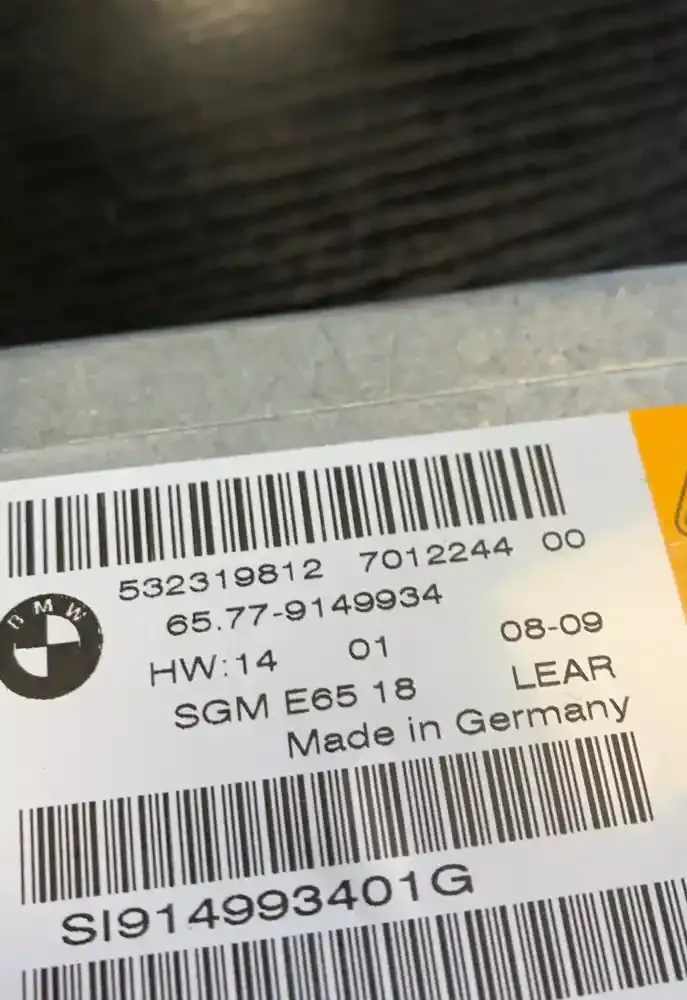 532319812 7012244 00
BMW
65.77-9149934
HW:14 01 08-09
SGM E65 18 LEAR
Made in Germany
SI914993401G